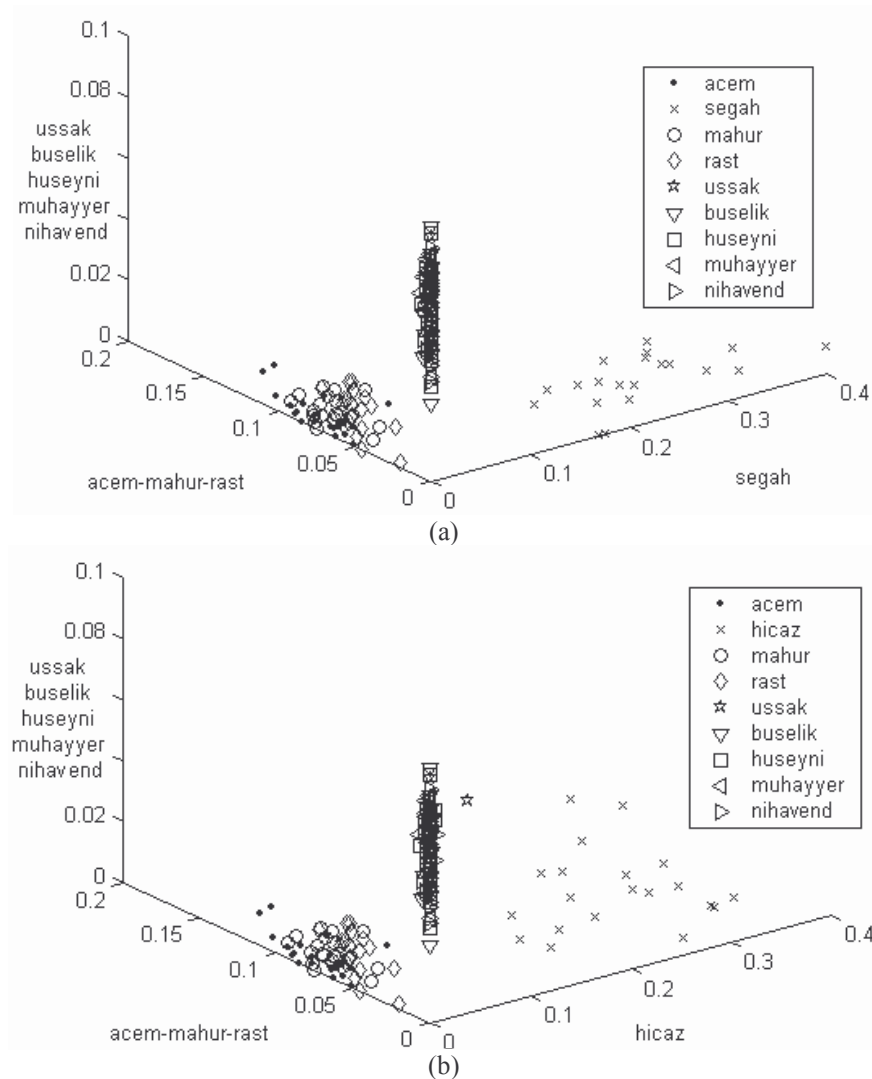 0.1
0.08
ussak
buselik
huseyni
muhayyer
nihavend
0.02
0
0.2
0.15
0.1
0.05
0
acem-mahur-rast
0
0.1
0.2
0.3
0.4
segah
acem
segah
mahur
rast
ussak
buselik
huseyni
muhayyer
nihavend
(a)
0.1
0.08
ussak
buselik
huseyni
muhayyer
nihavend
0.02
0
0.2
0.15
0.1
0.05
0
acem-mahur-rast
0
0.1
0.2
0.3
0.4
hicaz
acem
hicaz
mahur
rast
ussak
buselik
huseyni
muhayyer
nihavend
(b)